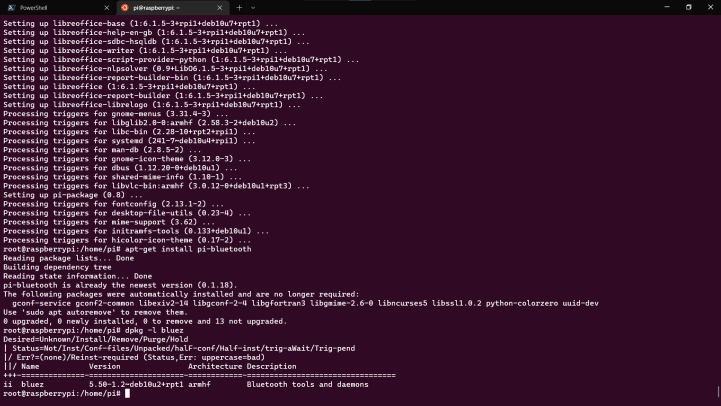 PowerShell
pi@raspberrypi: ~
Setting up libreoffice-base (1:6.1.5-3+rpi1+deb10u7+rpt1) ...
Setting up libreoffice-help-en-gb (1:6.1.5-3+rpi1+deb10u7+rpt1) ...
Setting up libreoffice-sdbc-hsqldb (1:6.1.5-3+rpi1+deb10u7+rpt1) ...
Setting up libreoffice-writer (1:6.1.5-3+rpi1+deb10u7+rpt1) ...
Setting up libreoffice-script-provider-python (1:6.1.5-3+rpi1+deb10u7+rpt1) ...
Setting up libreoffice-nlpsolver (0.9+LibO6.1.5-3+rpi1+deb10u7+rpt1) ...
Setting up libreoffice-report-builder-bin (1:6.1.5-3+rpi1+deb10u7+rpt1) ...
Setting up libreoffice (1:6.1.5-3+rpi1+deb10u7+rpt1) ...
Setting up libreoffice-report-builder (1:6.1.5-3+rpi1+deb10u7+rpt1) ...
Setting up libreoffice-librelogo (1:6.1.5-3+rpi1+deb10u7+rpt1) ...
Processing triggers for gnome-menus (3.31.4-3) ...
Processing triggers for libglib2.0-0:armhf (2.58.3-2+deb10u2) ...
Processing triggers for libc-bin (2.28-10+rpt2+rpi1) ...
Processing triggers for systemd (241-7~deb10u4+rpi1) ...
Processing triggers for man-db (2.8.5-2) ...
Processing triggers for gnome-icon-theme (3.12.0-3) ...
Processing triggers for dbus (1.12.20-0+deb10u1) ...
Processing triggers for shared-mime-info (1.10-1) ...
Processing triggers for libvlc-bin:armhf (3.0.12-0+deb10u1+rpt3) ...
Setting up pi-package (0.8) ...
Processing triggers for fontconfig (2.13.1-2) ...
Processing triggers for desktop-file-utils (0.23-4) ...
Processing triggers for mime-support (3.62) ...
Processing triggers for initramfs-tools (0.133+deb10u1) ...
Processing triggers for hicolor-icon-theme (0.17-2) ...
root@raspberrypi:/home/pi# apt-get install pi-bluetooth
Reading package lists... Done
Building dependency tree
Reading state information... Done
pi-bluetooth is already the newest version (0.1.18).
The following packages were automatically installed and are no longer required:
  gconf-service gconf2-common libexiv2-14 libgconf-2-4 libgfortran3 libgmime-2.6-0 libncurses5 libssl1.0.2 python-colorzero uuid-dev
Use 'sudo apt autoremove' to remove them.
0 upgraded, 0 newly installed, 0 to remove and 13 not upgraded.
root@raspberrypi:/home/pi# dpkg -l bluez
Desired=Unknown/Install/Remove/Purge/Hold
| Status=Not/Inst/Conf-files/Unpacked/halF-conf/Half-inst/trig-aWait/Trig-pend
|/ Err?=(none)/Reinst-required (Status,Err: uppercase=bad)
||/ Name           Version              Architecture Description
+++-==============-====================-============-=================================
ii  bluez          5.50-1.2~deb10u2+rpt1 armhf        Bluetooth tools and daemons
root@raspberrypi:/home/pi#